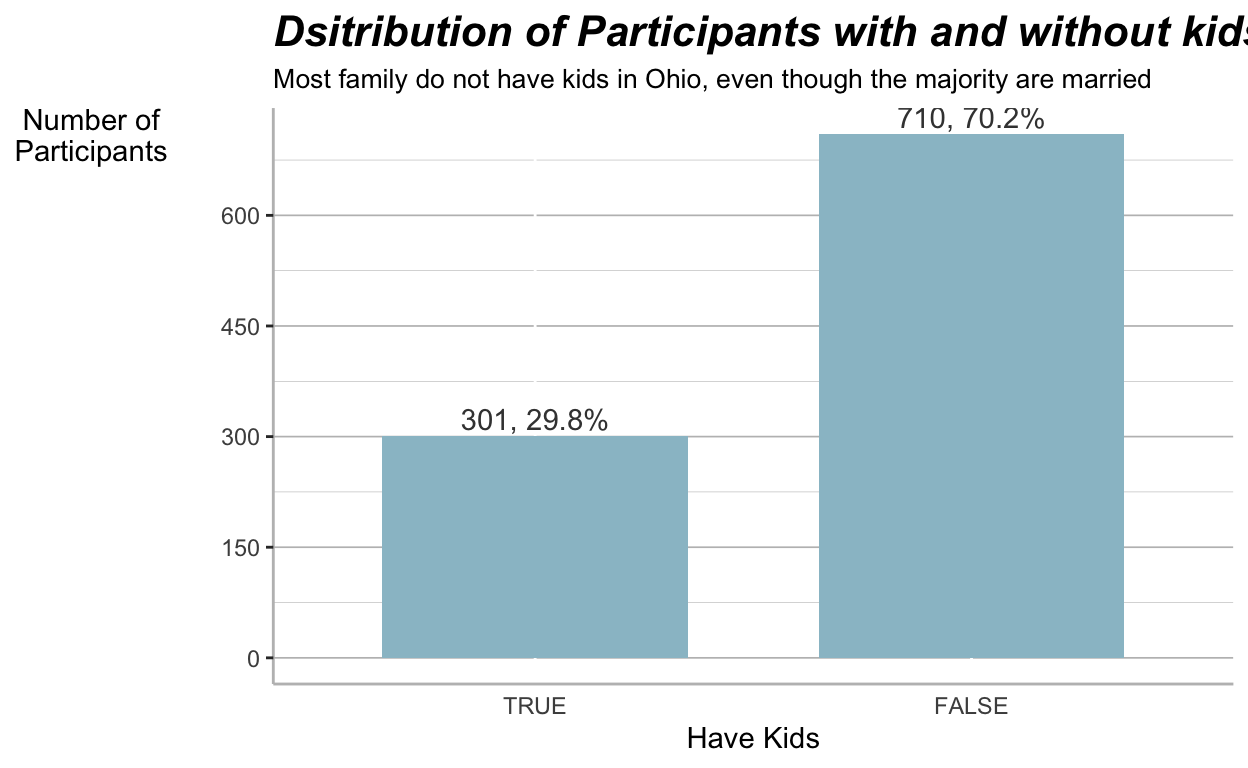 Dsitribution of Participants with and without kids
Most family do not have kids in Ohio, even though the majority are married
Number of
Participants
710, 70.2%
600
450
301, 29.8%
300
150
0
TRUE
FALSE
Have Kids